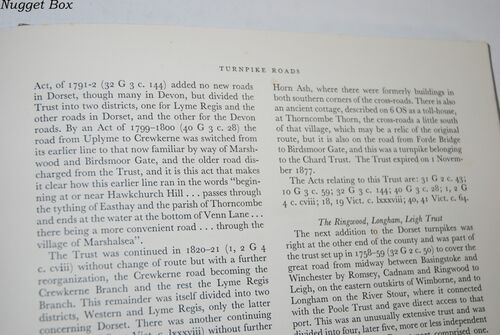 Nugget Box
TURNPIKE ROADS
Act, of 1791-2 (32 G 3 c. 144) added no new roads
in Dorset, though many in Devon, but divided the
Trust into two districts, one for Lyme Regis and the
other roads in Dorset, and the other for the Devon
roads. By an Act of 1799-1800 (40 G 3 c. 28) the
road from Uplyme to Crewkerne was switched from
its earlier line to that now familiar by way of Marsh-
wood and Birdsmoor Gate, and the older road dis-
charged from the Trust, and it is this act that makes
it clear how this earlier line ran in the words "begin-
ning at or near Hawkchurch Hill . . . passes through
the tything of Easthay and the parish of Thorncombe
and ends at the water at the bottom of Venn Lane . . .
there being a more convenient road . . . through the
village of Marshalsea".
The Trust was continued in 1820-21 (1, 2 G 4
c. cviii) without change of route but with a further
reorganization, the Crewkerne road becoming the
Crewkerne Branch and the rest the Lyme Regis
Branch. This remainder was itself divided into two
districts, Western and Lyme Regis, only the latter
concerning Dorset. There was another continuing
Act Vict c. lxxxviii) without further
Horn Ash, where there were formerly buildings in
both southern corners of the cross-roads. There is also
an ancient cottage, described on 6 OS as a toll-house,
at Thorncombe Thorn, the cross-roads a little south
of that village, which may be a relic of the original
route, but it is also on the road from Forde Bridge
to Birdsmoor Gate, and this was a turnpike belonging
to the Chard Trust. The Trust expired on 1 Novem-
ber 1877.
The Acts relating to this Trust are: 31 G 2 c. 43;
10 G 3 c. 59; 32 G 3 c. 144; 40 G 3 c. 28; 1, 2 G
4 c. cviii; 18, 19 Vict. c. lxxxviii; 40, 41 Vict. c. 64.
The Ringwood, Longham, Leigh Trust
The next addition to the Dorset turnpikes was
right at the other end of the county and was part of
the trust set up in 1758-59 (32 G 2 c. 50) to cover the
great road from midway between Basingstoke and
Winchester by Romsey, Cadnam and Ringwood to
Leigh, on the eastern outskirts of Wimborne, and to
Longham on the River Stour, where it connected
with the Poole Trust and gave direct access to that
port. This was an unusually extensive trust and was
divided into four, later five, more or less independent